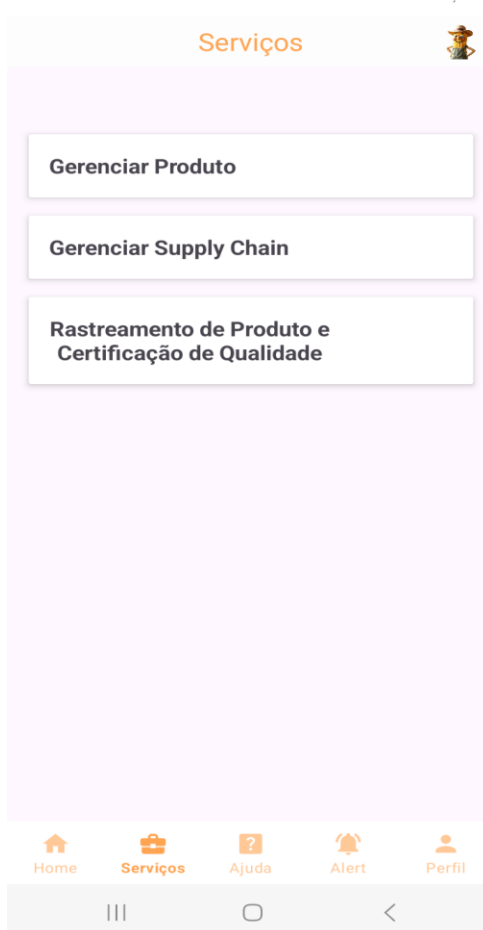 Serviços
Gerenciar Produto
Gerenciar Supply Chain
Rastreamento de Produto e
Certificação de Qualidade
?
Home Serviços Ajuda Alert Perfil